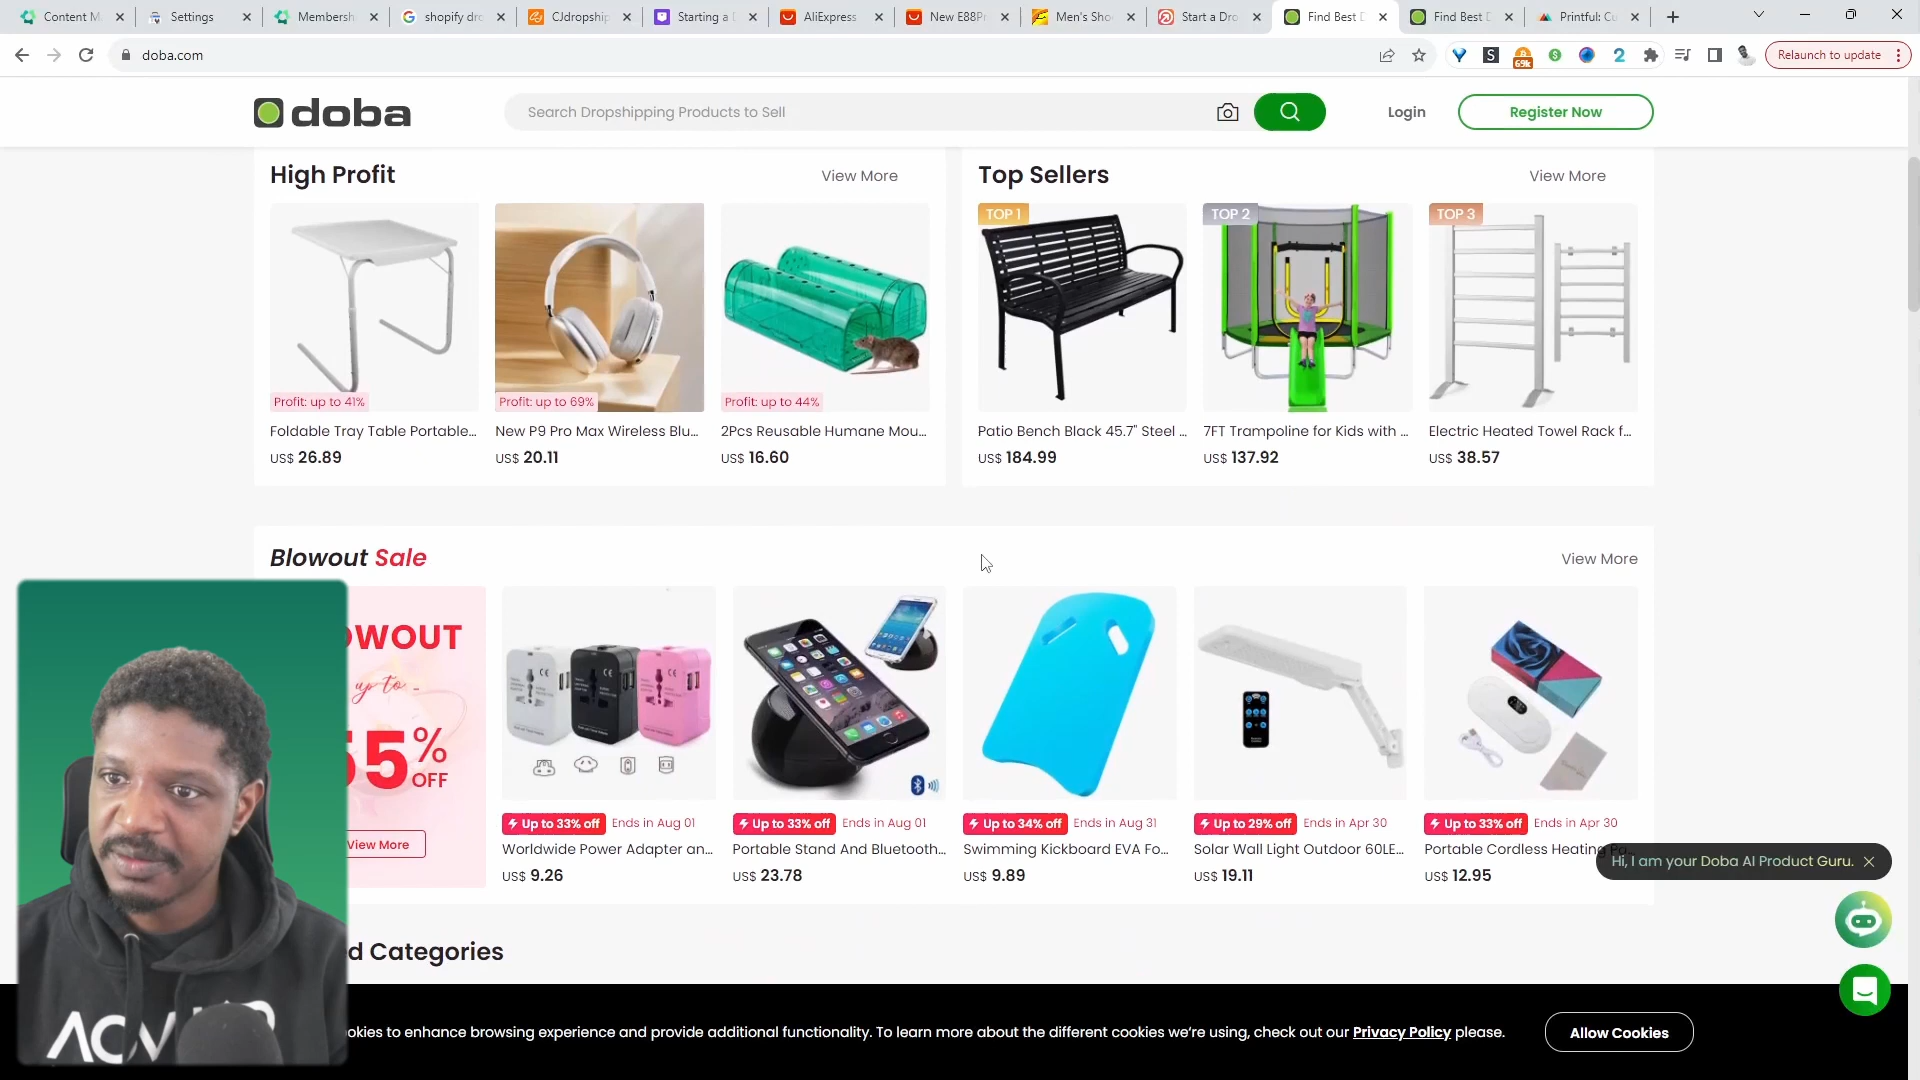 Content M
Settings
Membersh
shopify dro
CJdropship
Starting a D
AliExpress
New E88Pr
Men's Sho
Start a Dro
Find Best D
Find Best D
Printful: Cu
doba.com
69k
Relaunch to update
doba
Search Dropshipping Products to Sell
Login
Register Now
High Profit
View More
Profit: up to 41%
Foldable Tray Table Portable...
US$ 26.89
Profit: up to 69%
New P9 Pro Max Wireless Blu...
US$ 20.11
Profit: up to 44%
2Pcs Reusable Humane Mou...
US$ 16.60
Top Sellers
View More
TOP 1
Patio Bench Black 45.7" Steel ...
US$ 184.99
TOP 2
7FT Trampoline for Kids with ...
US$ 137.92
TOP 3
Electric Heated Towel Rack f...
US$ 38.57
Blowout Sale
View More
OWOUT
up to
55%
OFF
View More
Up to 33% off Ends in Aug 01
Worldwide Power Adapter an...
US$ 9.26
Up to 33% off Ends in Aug 01
Portable Stand And Bluetooth...
US$ 23.78
Up to 34% off Ends in Aug 31
Swimming Kickboard EVA Fo...
US$ 9.89
Up to 29% off Ends in Apr 30
Solar Wall Light Outdoor 60LE...
US$ 19.11
Up to 33% off Ends in Apr 30
Portable Cordless Heating Pa...
US$ 12.95
Hi, I am your Doba AI Product Guru.
d Categories
okies to enhance browsing experience and provide additional functionality. To learn more about the different cookies we're using, check out our Privacy Policy please.
Allow Cookies